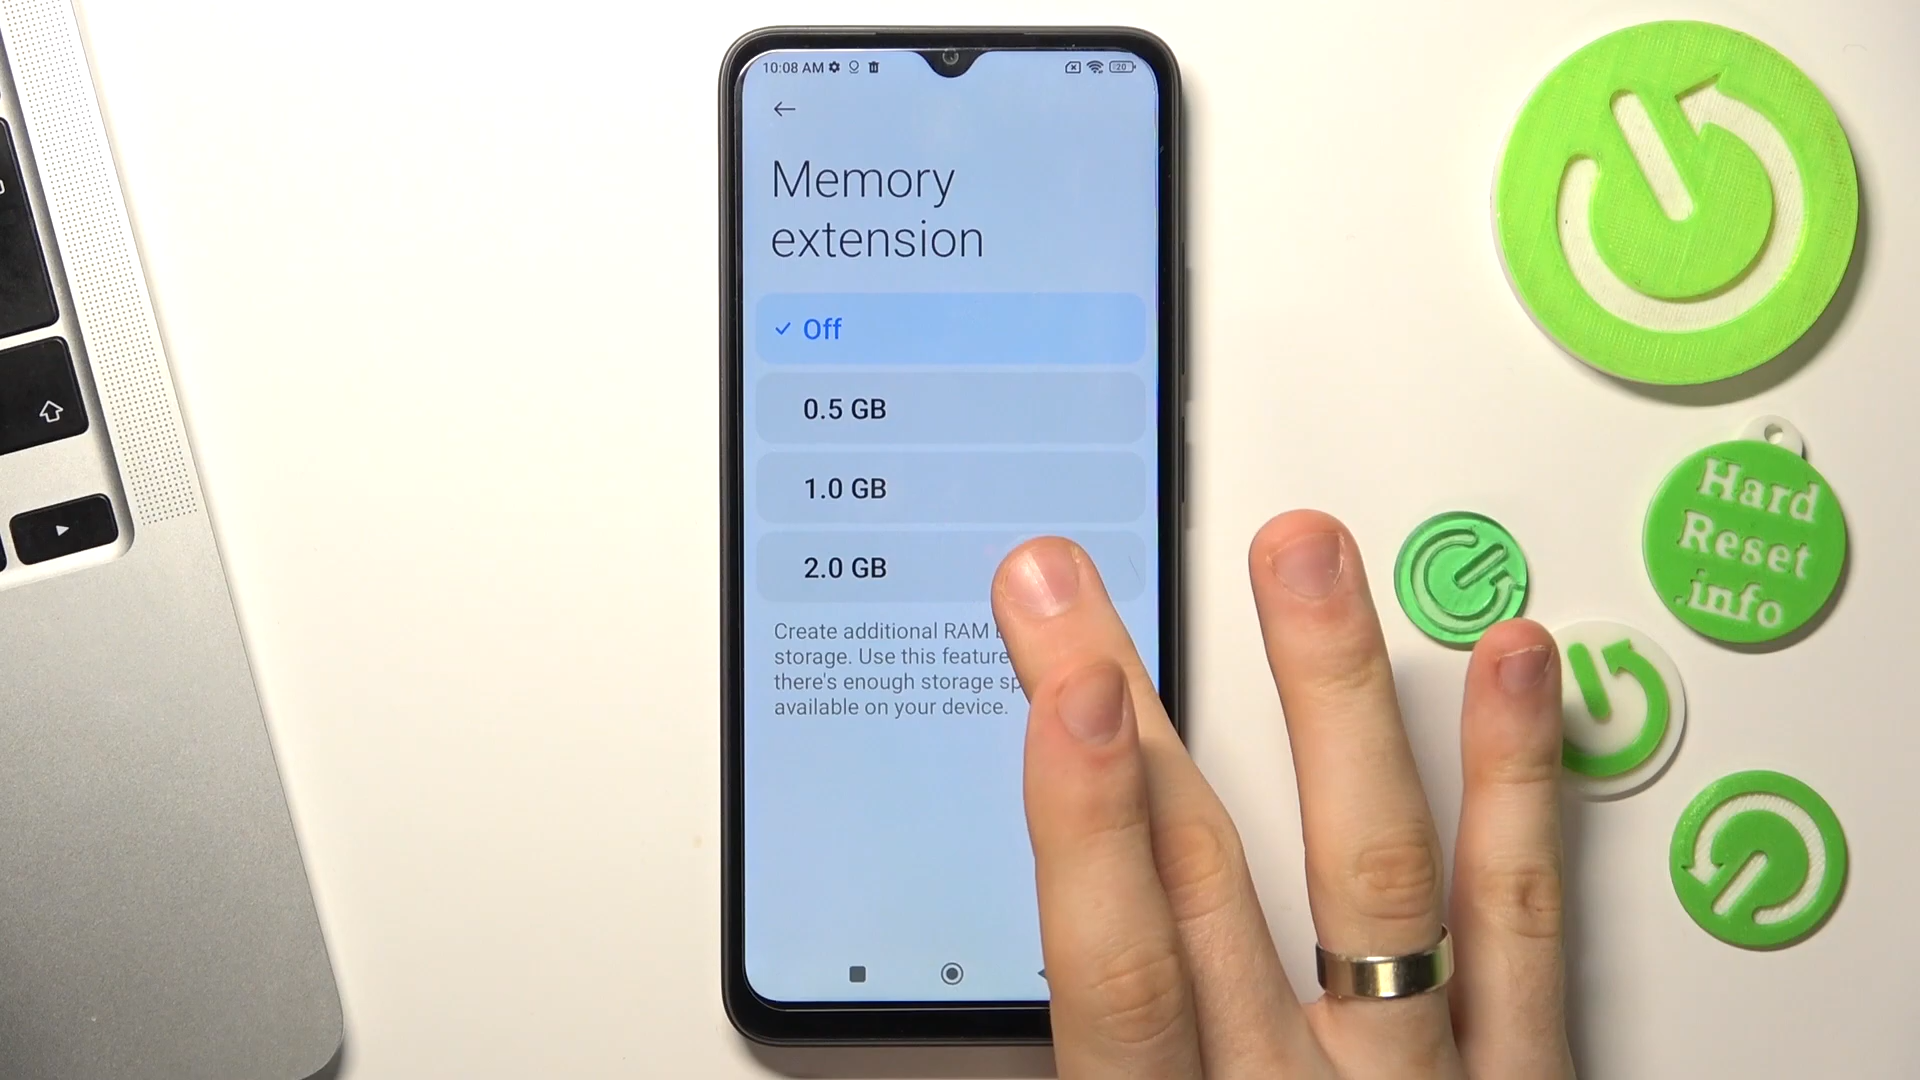 10:08 AM
20
Memory
extension
Off
0.5 GB
1.0 GB
2.0 GB
Create additional RAM
storage. Use this feature
there's enough storage
available on your device.
Hard
Reset
info